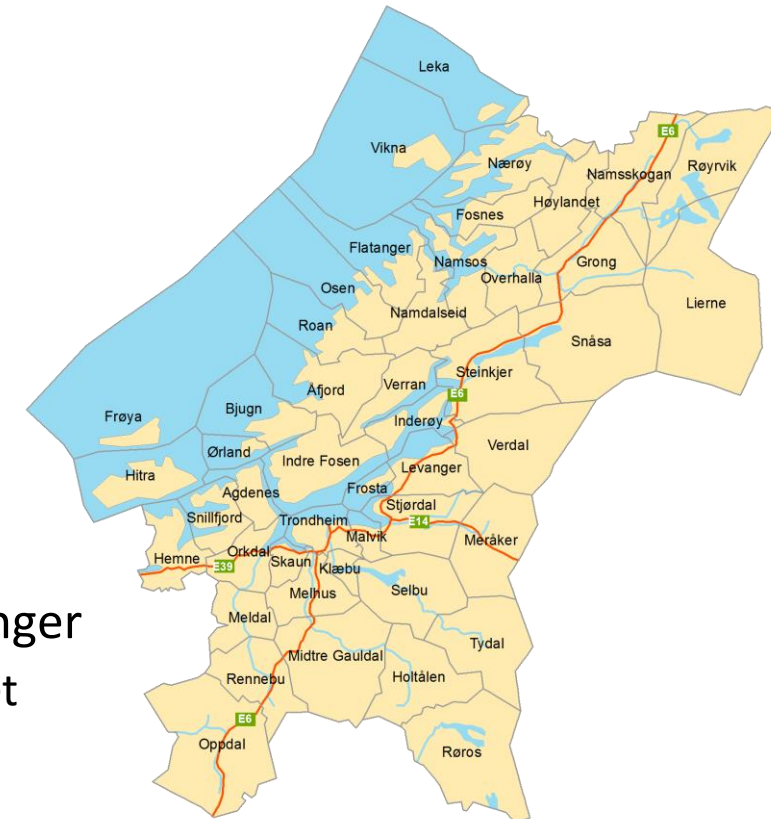 Leka
Vikna
E6
Nærøy
Namsskogan
Røyrvik
Høylandet
Fosnes
Flatanger
Namsos
Grong
Overhalla
Osen
Lierne
Namdalseid
Roan
Snåsa
Steinkjer
Åfjord
Verran
E6
Bjugn
Frøya
Inderøy
Verdal
Ørland
Indre Fosen
Levanger
Hitra
Frosta
Agdenes
Stjørdal
Snillfjord
Trondheim
E14
Malvik
Meråker
Orkdal
Hemne
E39
Skaun
Klæbu
Selbu
Melhus
Meldal
nger
Tydal
Midtre Gauldal
Rennebu
Holtålen
t
E6
Oppdal
Røros